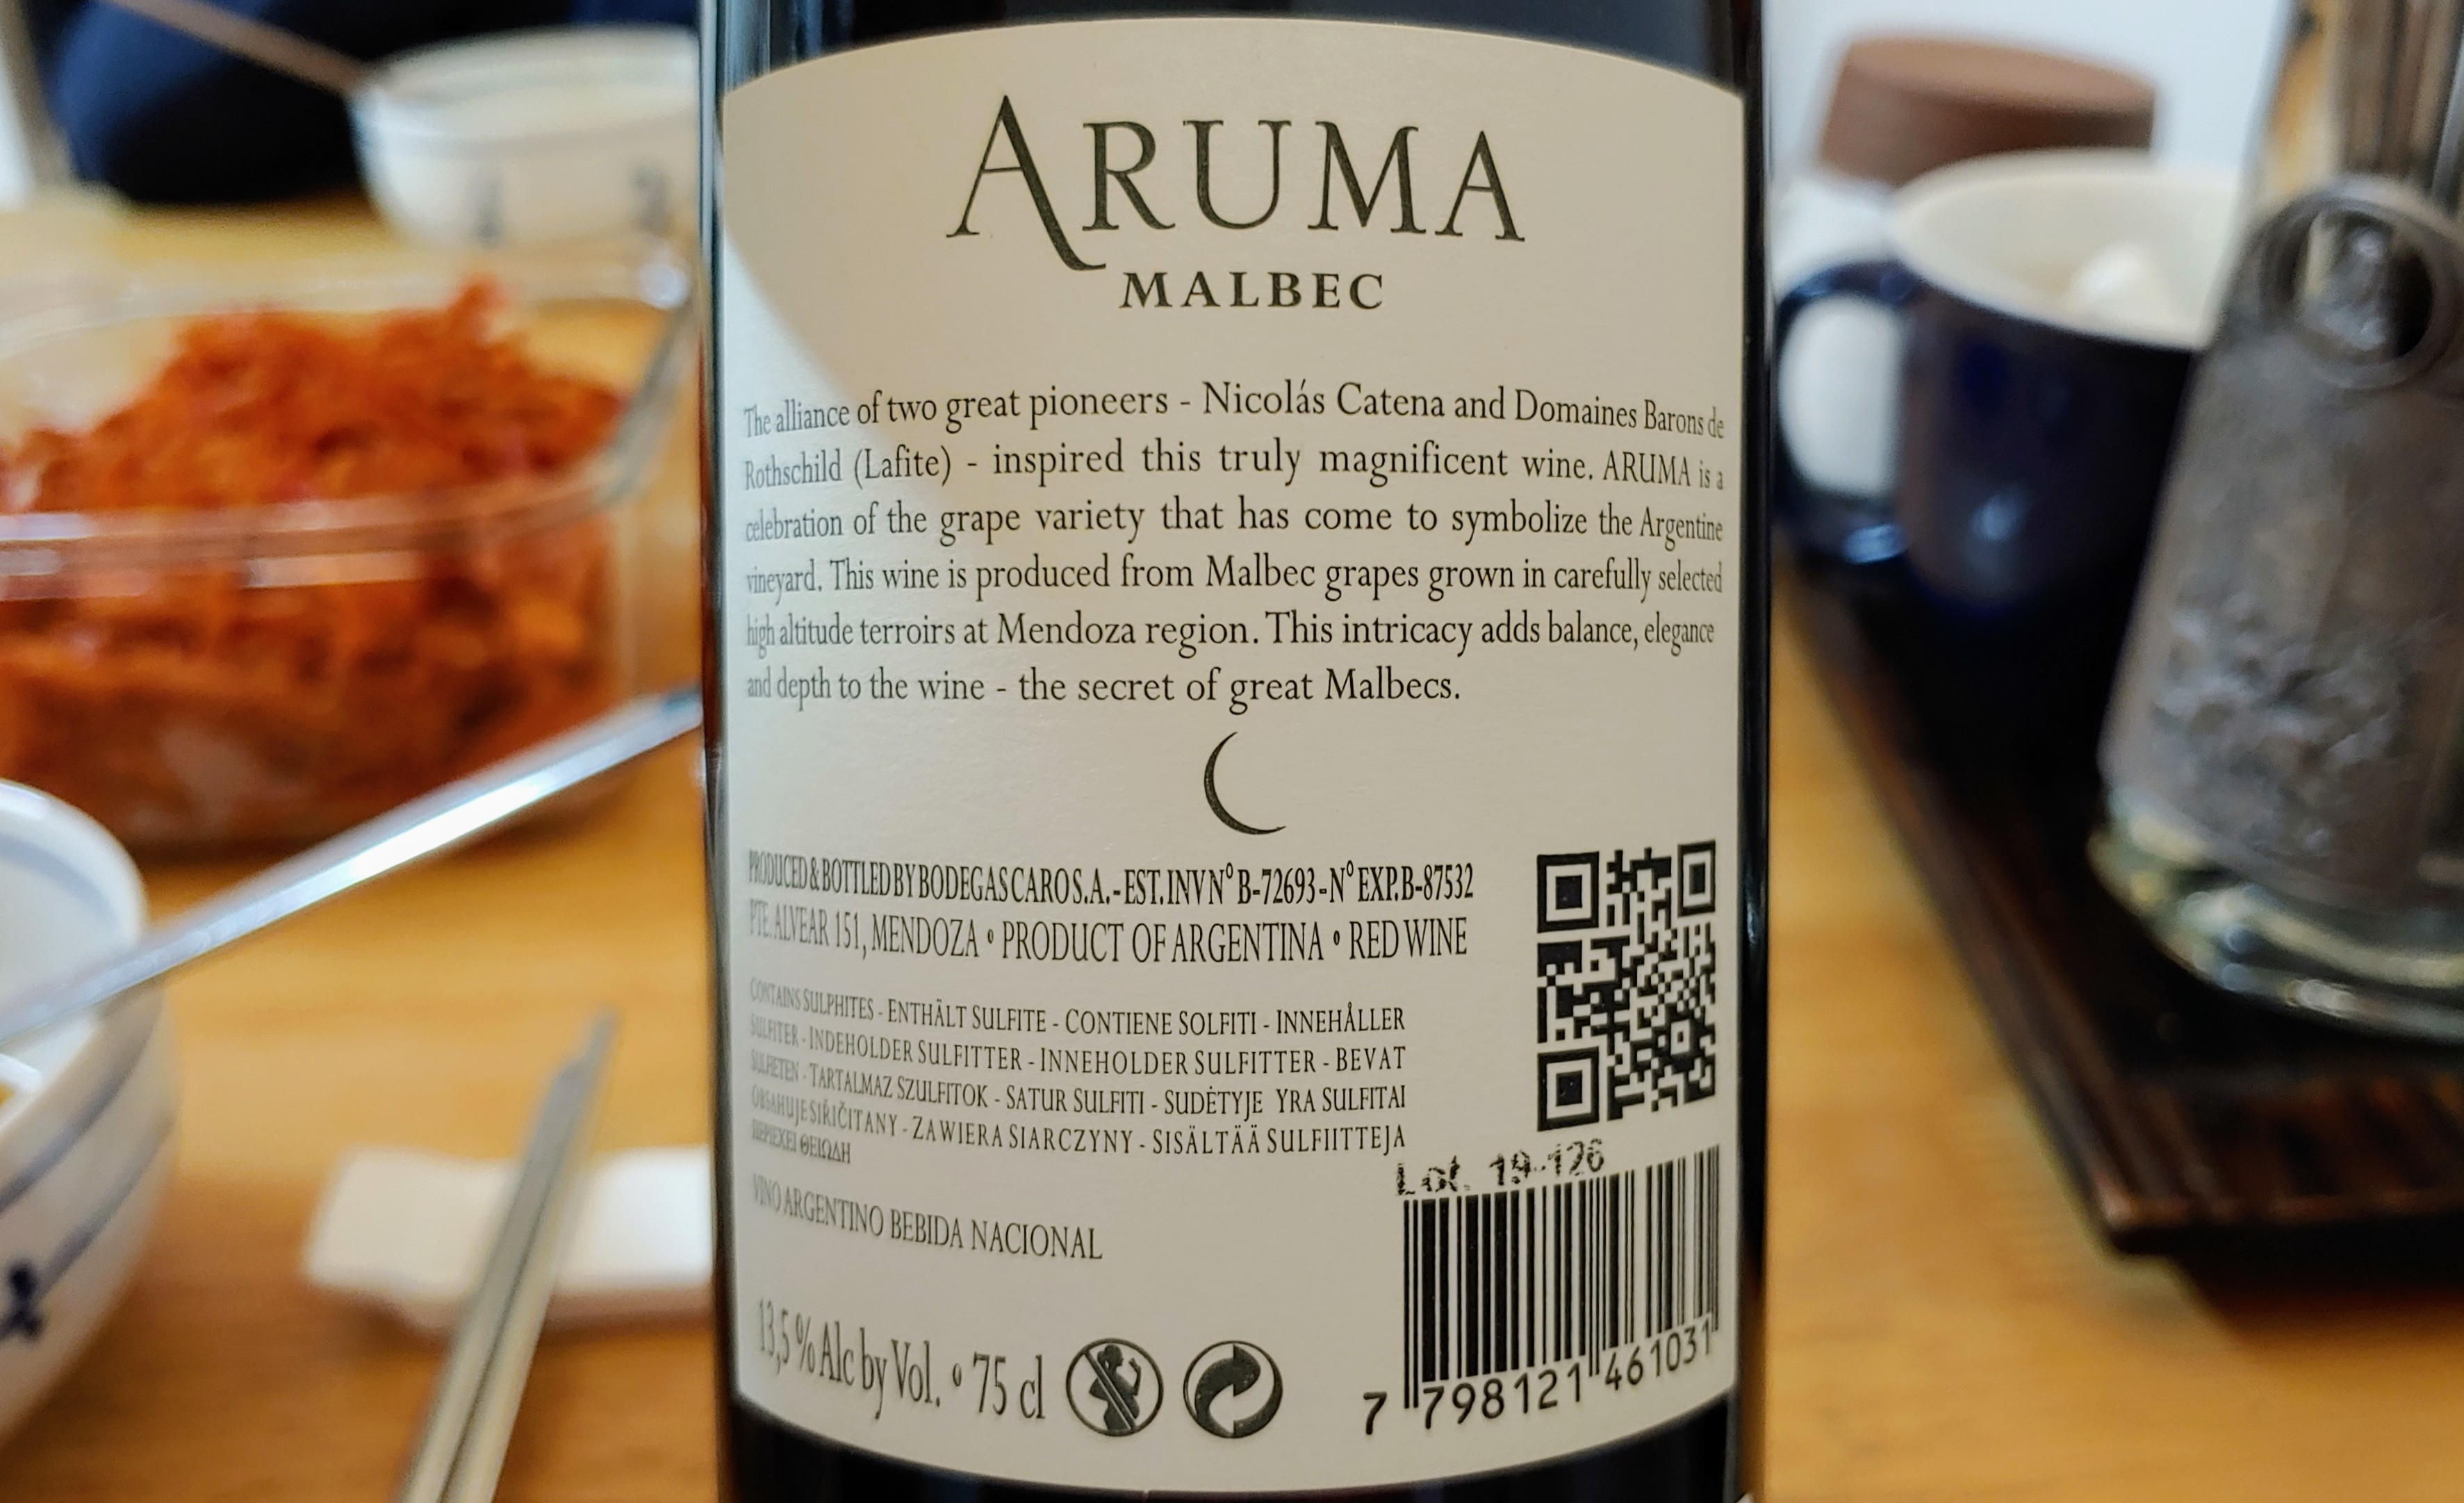 ARUMA
MALBEC
The alliance of two great pioneers - Nicolás Catena and Domaines Barons de
Rothschild (Lafite) - inspired this truly magnificent wine. ARUMA is a
celebration of the grape variety that has come to symbolize the Argentine
vineyard. This wine is produced from Malbec grapes grown in carefully selected
high altitude terroirs at Mendoza region. This intricacy adds balance, elegance
and depth to the wine - the secret of great Malbecs.
PRODUCED & BOTTLED BY BODEGAS CARO S.A. - EST. INV N° B-72693 - N° EXP. B-87532
PTE. ALVEAR 151, MENDOZA • PRODUCT OF ARGENTINA • RED WINE
CONTAINS SULPHITES - ENTHÄLT SULFITE - CONTIENE SOLFITI - INNEHÅLLER
SULFITER - INDEHOLDER SULFITTER - INNEHOLDER SULFITTER - BEVAT
SULFIETEN - TARTALMAZ SZULFITOK - SATUR SULFITI - SUDĖTYJE YRA SULFITAI
OBSAHUJE SIŘIČITANY - ZAWIERA SIARCZYNY - SISÄLTÄÄ SULFIITTEJA
ΠΕΡΙΕΧΕΙ ΘΕΙΩΔΗ
Lot. 19-126
VINO ARGENTINO BEBIDA NACIONAL
13,5 % Alc by Vol. • 75 cl
7 798121 461031